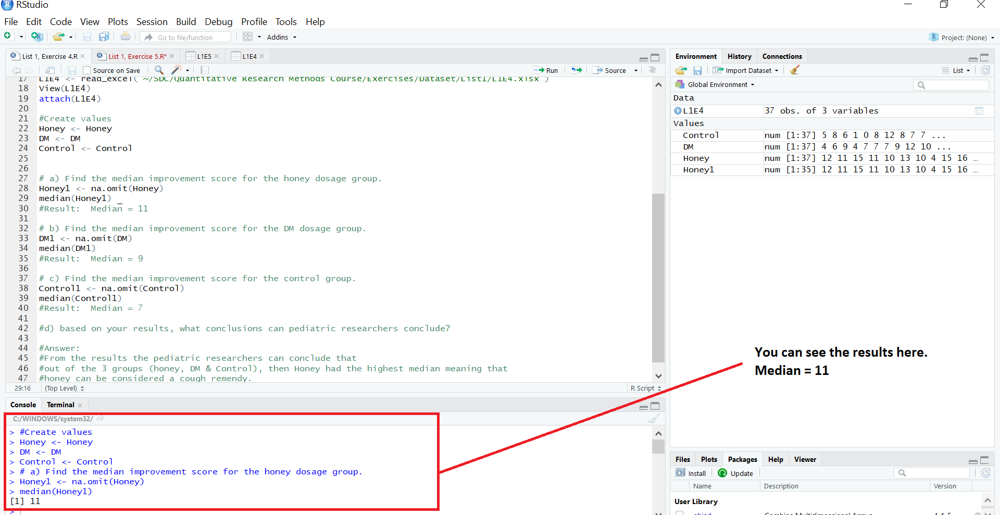 RStudio
File Edit Code View Plots Session Build Debug Profile Tools Help
Go to file/function Addins Project: (None)
List 1, Exercise 4.R List 1, Exercise 5.R* L1E5 L1E4
Source on Save Run Source
17 L1E4 <- read_excel("~/SDC/Quantitative Research Methods Course/Exercises/Dataset/List1/L1E4.xlsx")
18 View(L1E4)
19 attach(L1E4)
20
21 #Create values
22 Honey <- Honey
23 DM <- DM
24 Control <- Control
25
26
27 # a) Find the median improvement score for the honey dosage group.
28 Honey1 <- na.omit(Honey)
29 median(Honey1)
30 #Result:  Median = 11
31
32 # b) Find the median improvement score for the DM dosage group.
33 DM1 <- na.omit(DM)
34 median(DM1)
35 #Result:  Median = 9
36
37 # c) Find the median improvement score for the control group.
38 Control1 <- na.omit(Control)
39 median(Control1)
40 #Result:  Median = 7
41
42 #d) based on your results, what conclusions can pediatric researchers conclude?
43
44 #Answer:
45 #From the results the pediatric researchers can conclude that
46 #out of the 3 groups (honey, DM & Control), then Honey had the highest median meaning that
47 #honey can be considered a cough remendy.
29:16 (Top Level) R Script
Console Terminal
C:/WINDOWS/system32/
> #Create values
> Honey <- Honey
> DM <- DM
> Control <- Control
> # a) Find the median improvement score for the honey dosage group.
> Honey1 <- na.omit(Honey)
> median(Honey1)
[1] 11
>
Environment History Connections
Import Dataset List
Global Environment
Data
L1E4 37 obs. of 3 variables
Values
Control num [1:37] 5 8 6 1 0 8 12 8 7 7 ...
DM num [1:37] 4 6 9 4 7 7 7 9 12 10 ...
Honey num [1:37] 12 11 15 11 10 13 10 4 15 16 …
Honey1 num [1:35] 12 11 15 11 10 13 10 4 15 16 …
You can see the results here.
Median = 11
Files Plots Packages Help Viewer
Install Update
Name Description Version
User Library
abind Combine Multidimensional Arrays 1.4-5